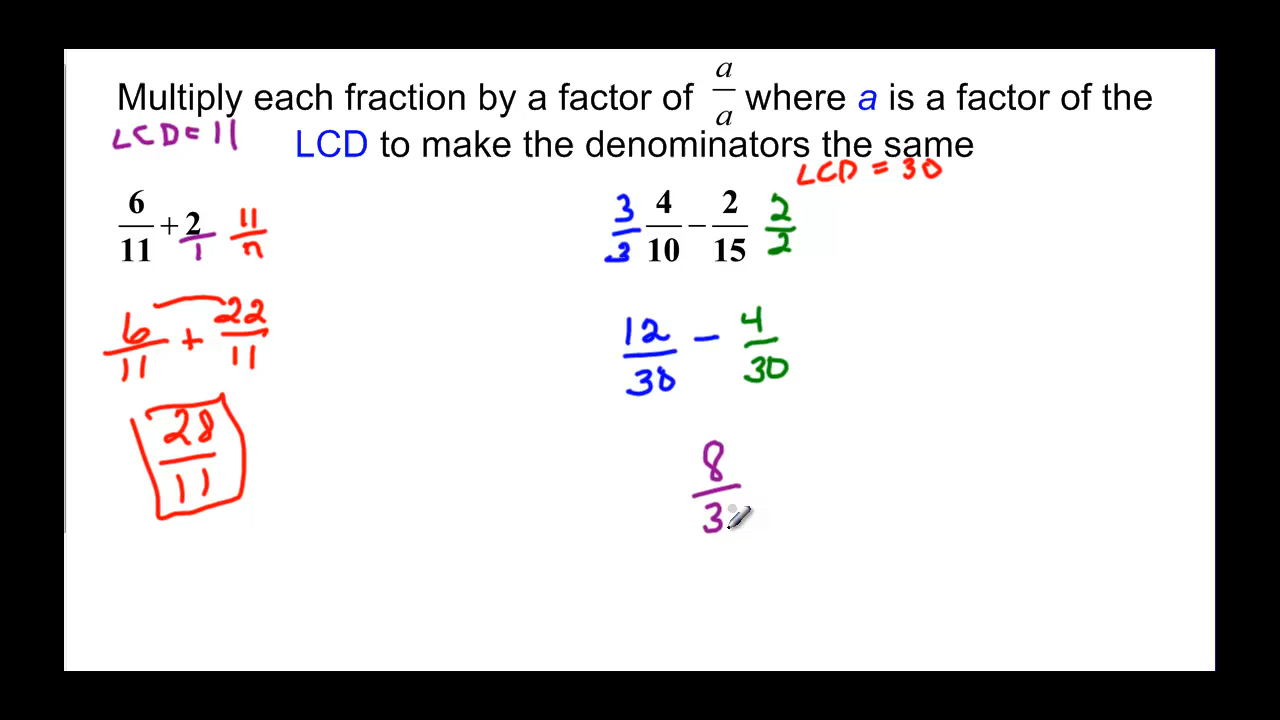 Multiply each fraction by a factor of a/a where a is a factor of the
LCD = 11
LCD to make the denominators the same
LCD = 30
6/11 + 2/1 11/11
3/3 4/10 − 2/15 2/2
6/11 + 22/11
12/30 − 4/30
28/11
8/3